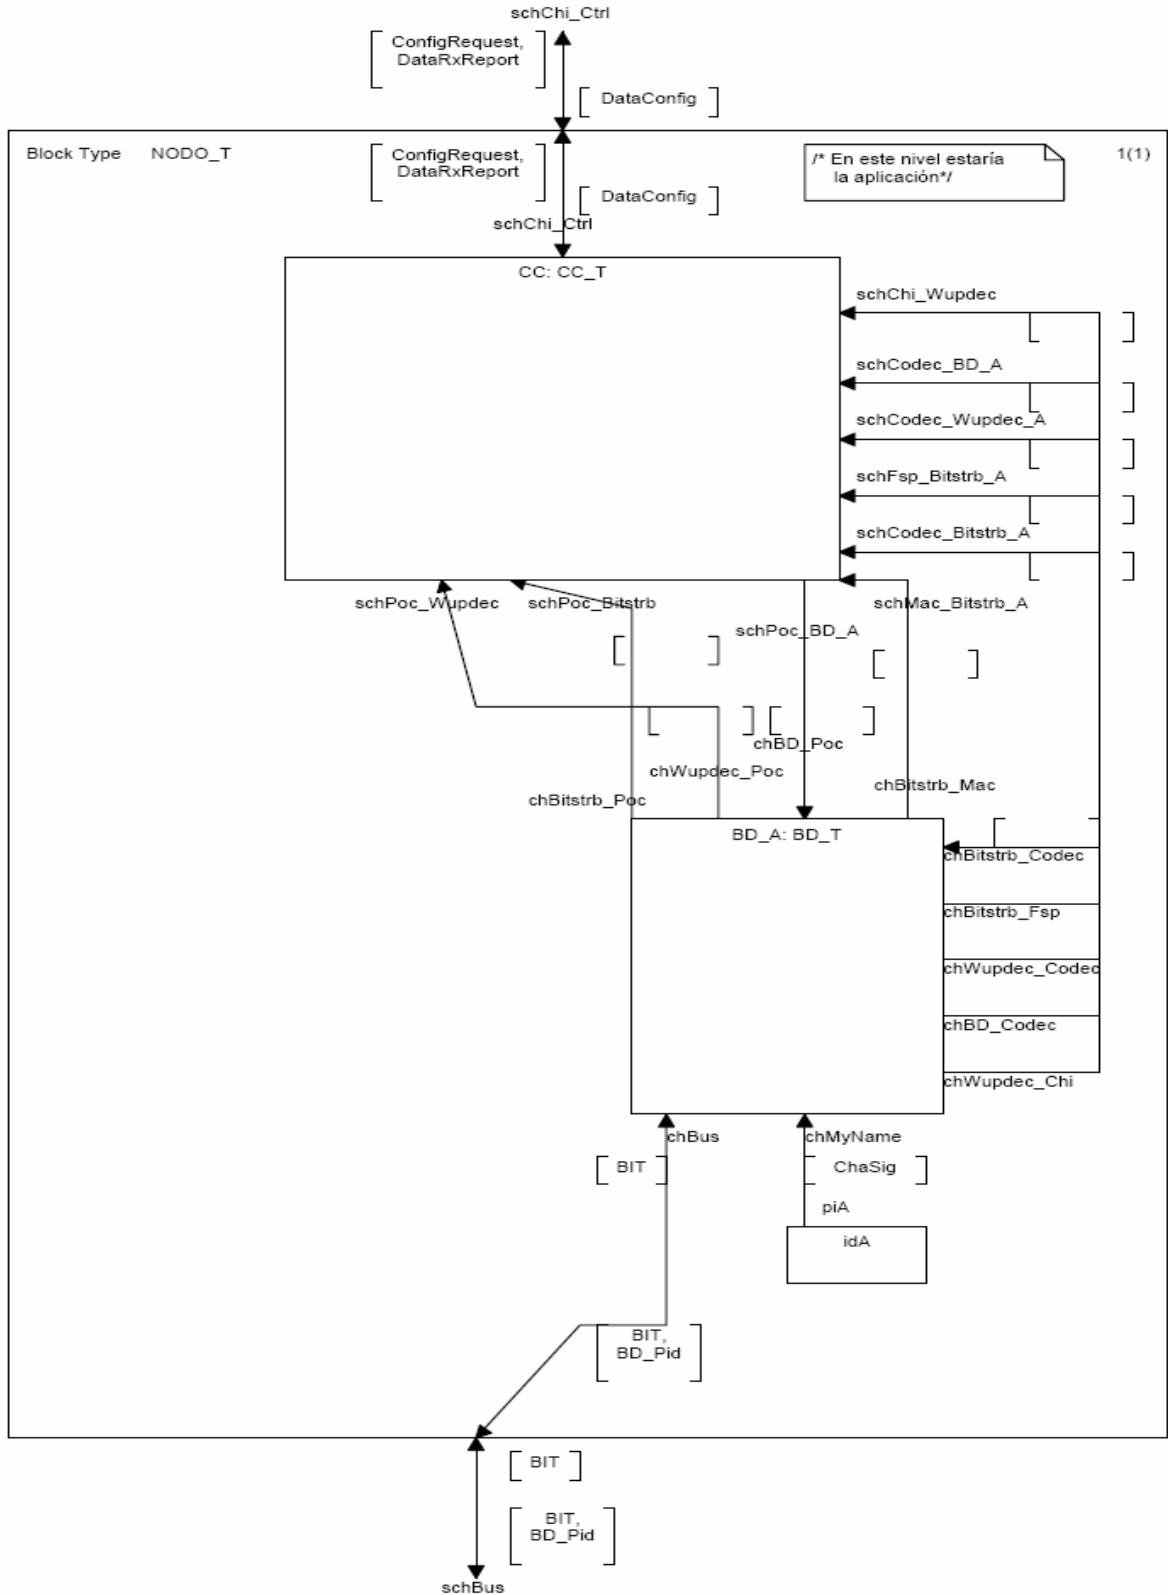 schChi_Ctrl
ConfigRequest,
DataRxReport
DataConfig
Block Type NODO_T
ConfigRequest,
DataRxReport
/* En este nivel estaría
la aplicación*/
1(1)
DataConfig
schChi_Ctrl
CC: CC_T
schChi_Wupdec
schCodec_BD_A
schCodec_Wupdec_A
schFsp_Bitstrb_A
schCodec_Bitstrb_A
schPoc_Wupdec
schPoc_Bitstrb
schMac_Bitstrb_A
schPoc_BD_A
chBD_Poc
chWupdec_Poc
chBitstrb_Mac
chBitstrb_Poc
BD_A: BD_T
chBitstrb_Codec
chBitstrb_Fsp
chWupdec_Codec
chBD_Codec
chWupdec_Chi
chBus
chMyName
BIT
ChaSig
piA
idA
BIT,
BD_Pid
BIT
BIT,
BD_Pid
schBus